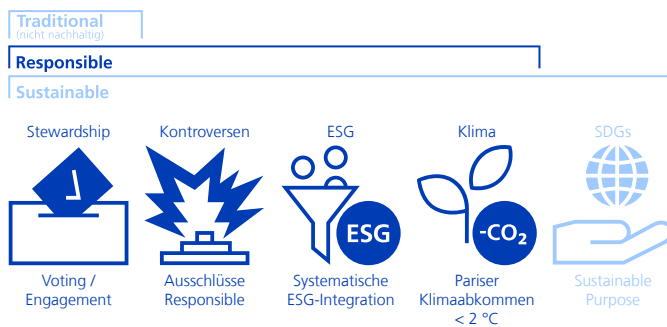 Traditional
(nicht nachhaltig)
Responsible
Sustainable
Stewardship
Kontroversen
ESG
Klima
SDGs
ESG
-CO₂
Voting /
Engagement
Ausschlüsse
Responsible
Systematische
ESG-Integration
Pariser
Klimaabkommen
< 2 °C
Sustainable
Purpose